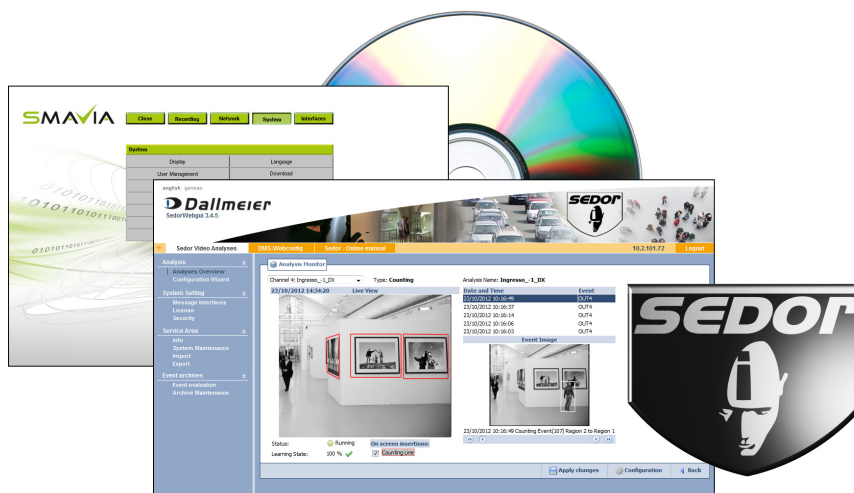 SMAVIA
Close Recording Network System Interfaces
System
Display Language
User Management Download
english german
Dallmeier
SedorWebgui 3.4.5
SEDOR
Sedor Video Analyses DMS-Webconfig Sedor - Online manual 10.2.101.72 Logout
Analysis
Analyses Overview
Configuration Wizard
System Setting
Message Interfaces
License
Security
Service Area
Info
System Maintenance
Import
Export
Event archives
Event evaluation
Archive Maintenance
Analysis Monitor
Channel 4: Ingresso_-1_DX Type: Counting Analysis Name: Ingresso_-1_DX
23/10/2012 14:34:20 Live View
Date and Time Event
23/10/2012 10:16:49 OUT4
23/10/2012 10:16:37 OUT4
23/10/2012 10:16:14 OUT4
23/10/2012 10:16:06 OUT4
23/10/2012 10:16:03 OUT4
Event Image
23/10/2012 10:16:49 Counting Event(107) Region 2 to Region 1
Status: Running On screen insertions:
Learning State: 100 % Counting Line
Apply changes Configuration Back
SEDOR